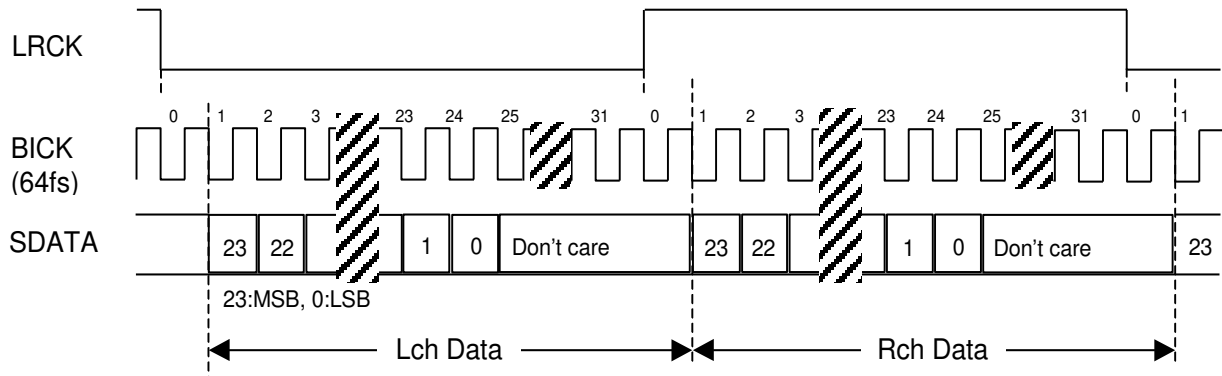 LRCK
0 1 2 3 23 24 25 31 0 1 2 3 23 24 25 31 0 1
BICK
(64fs)
SDATA 23 22 1 0 Don't care 23 22 1 0 Don't care 23
23:MSB, 0:LSB
Lch Data Rch Data